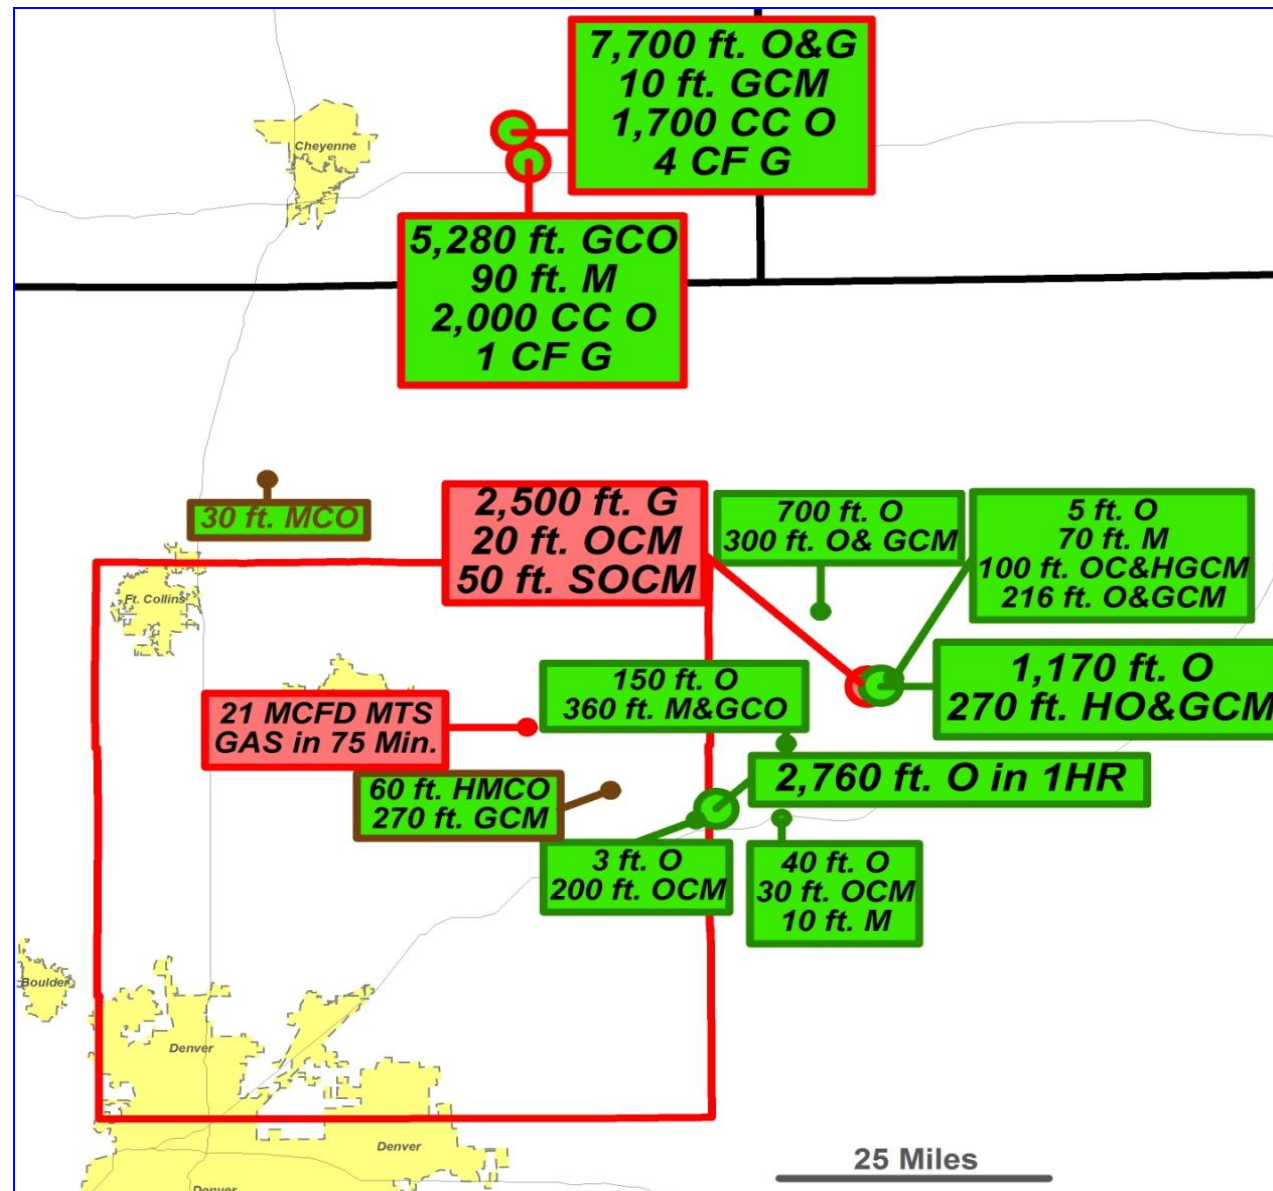 7,700 ft. O&G
10 ft. GCM
1,700 CC O
4 CF G
Cheyenne
5,280 ft. GCO
90 ft. M
2,000 CC O
1 CF G
30 ft. MCO
2,500 ft. G
20 ft. OCM
50 ft. SOCM
700 ft. O
300 ft. O& GCM
5 ft. O
70 ft. M
100 ft. OC&HGCM
216 ft. O&GCM
Ft. Collins
1,170 ft. O
270 ft. HO&GCM
150 ft. O
360 ft. M&GCO
21 MCFD MTS
GAS in 75 Min.
2,760 ft. O in 1HR
60 ft. HMCO
270 ft. GCM
3 ft. O
200 ft. OCM
40 ft. O
30 ft. OCM
10 ft. M
Boulder
Denver
Denver
Denver
25 Miles